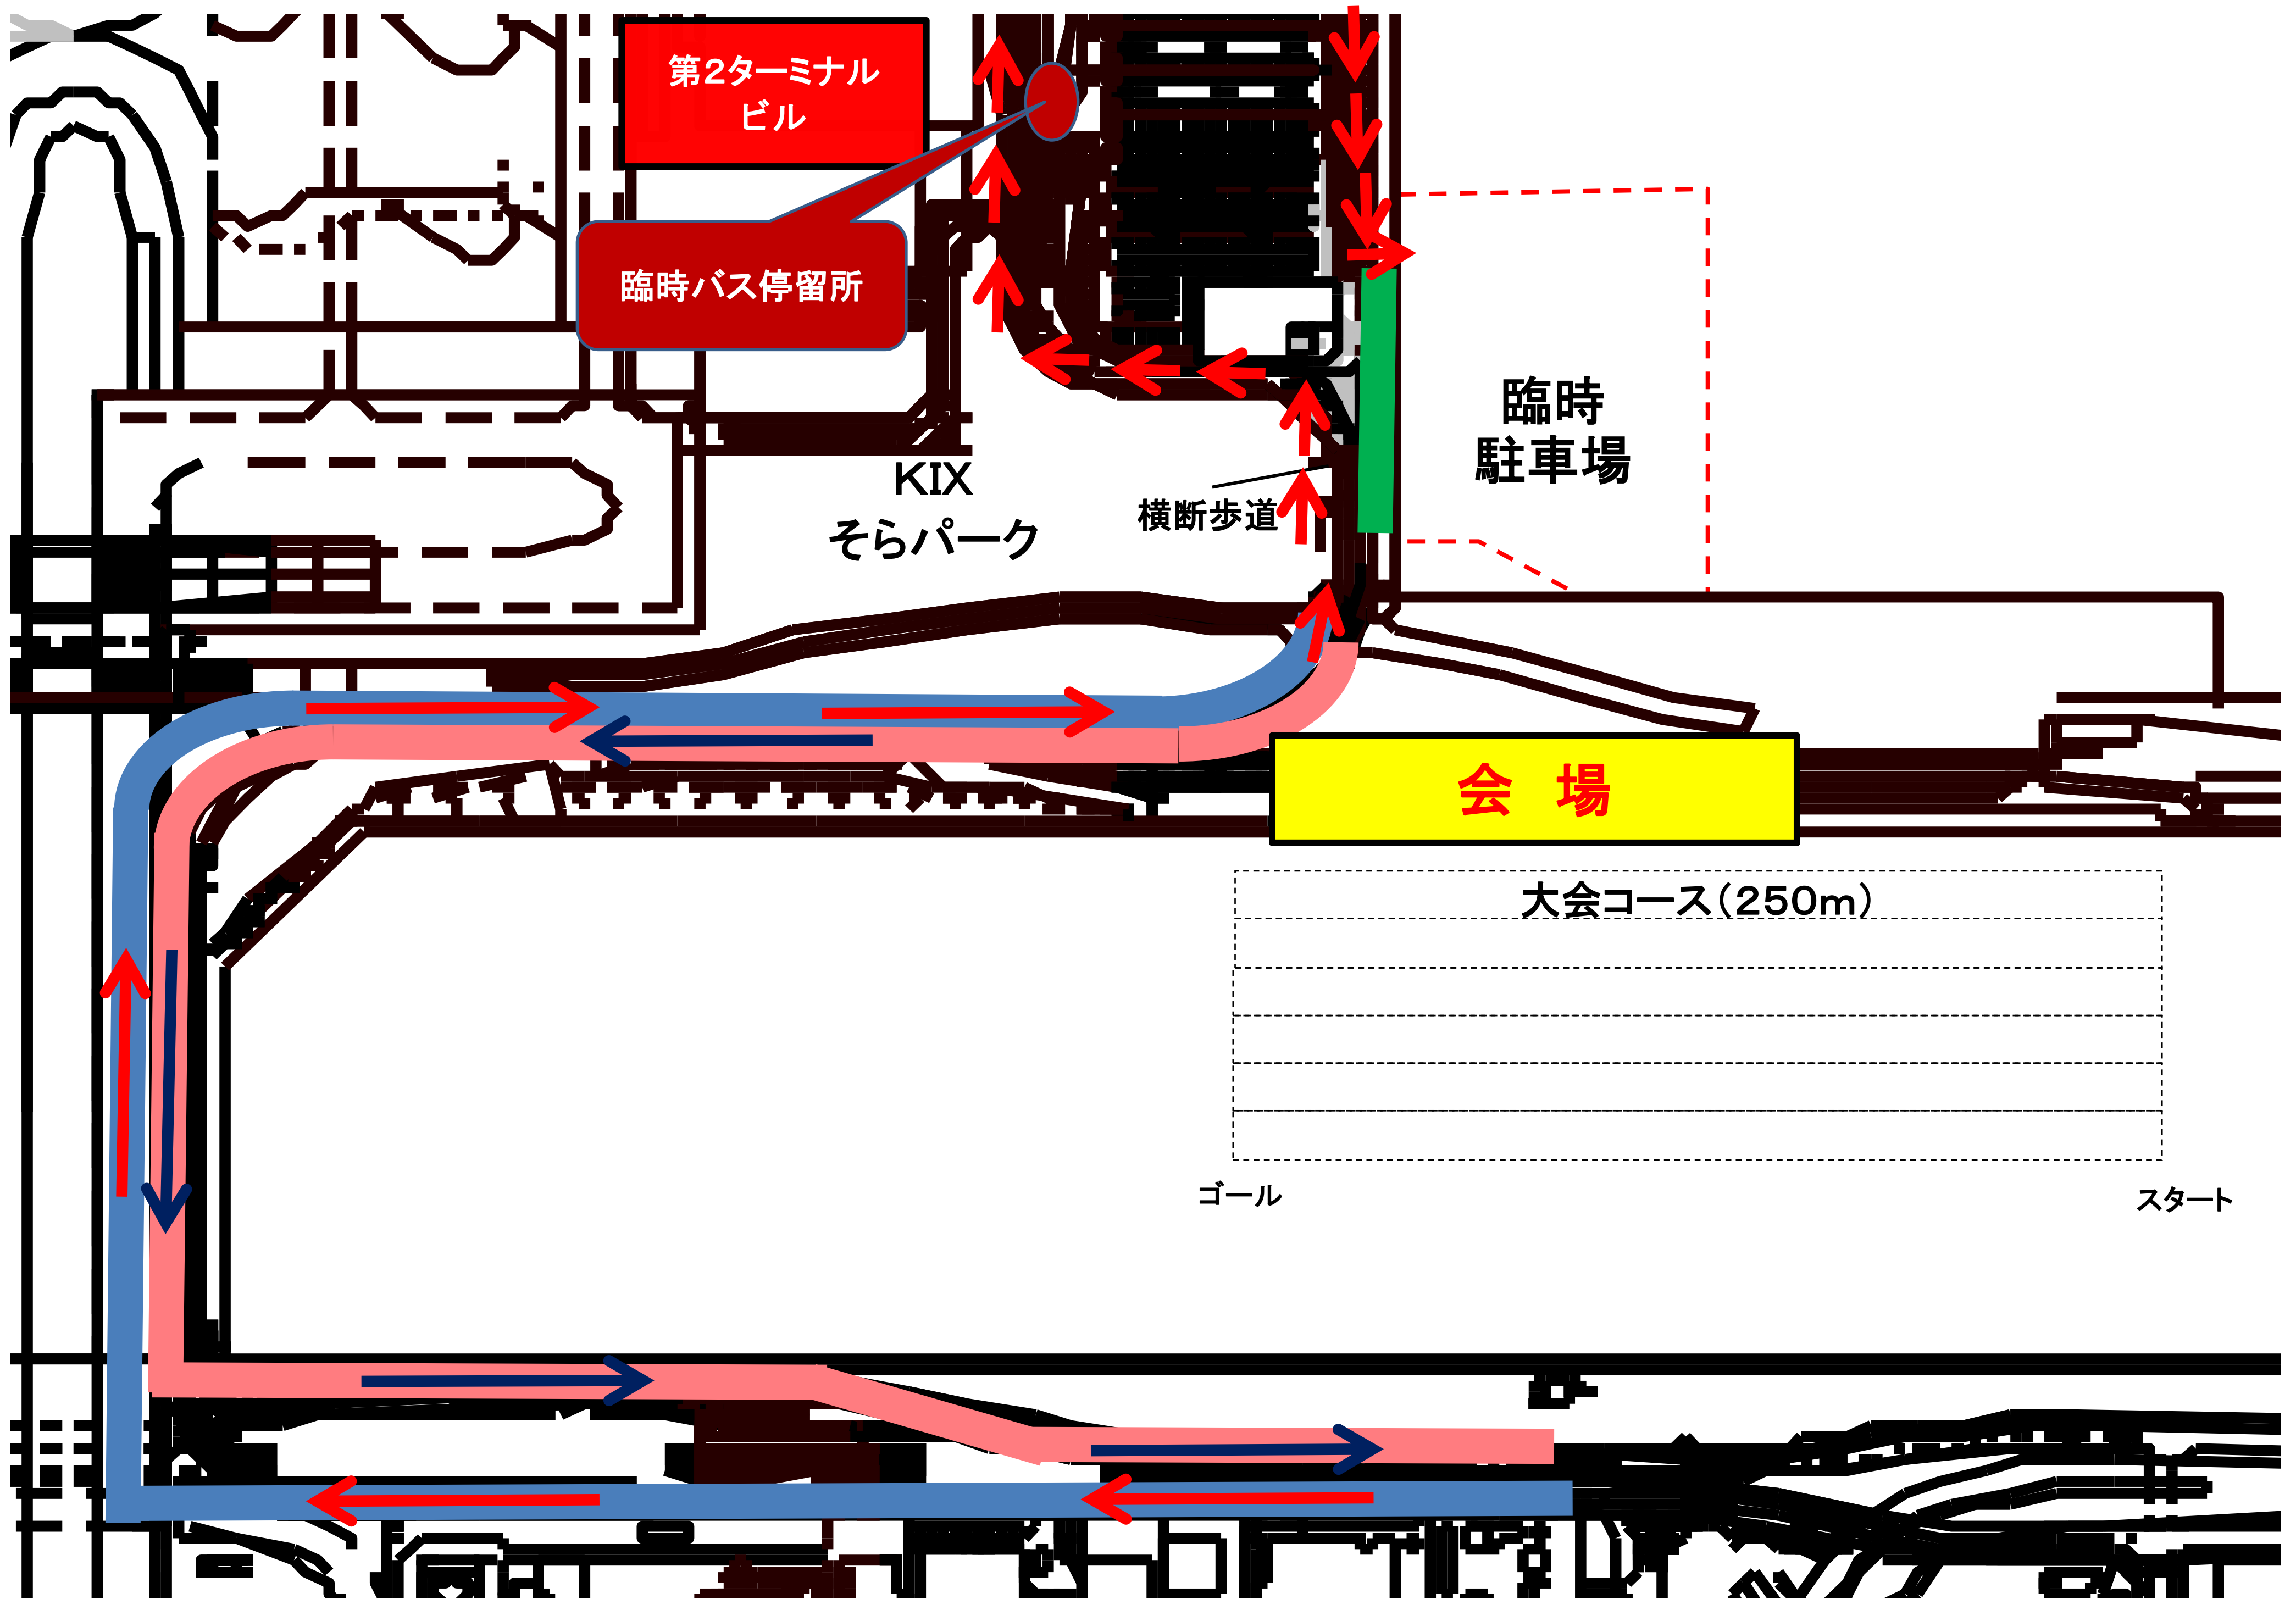 第2ターミナル
ビル
臨時バス停留所
臨時
駐車場
KIX
そらパーク
横断歩道
会　場
大会コース（250m）
ゴール
スタート